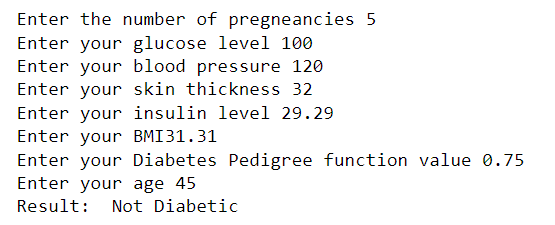 Enter the number of pregneancies 5
Enter your glucose level 100
Enter your blood pressure 120
Enter your skin thickness 32
Enter your insulin level 29.29
Enter your BMI31.31
Enter your Diabetes Pedigree function value 0.75
Enter your age 45
Result:  Not Diabetic